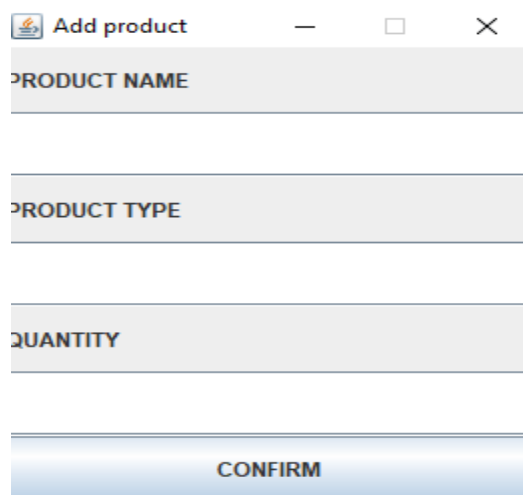 Add product
PRODUCT NAME
PRODUCT TYPE
QUANTITY
CONFIRM